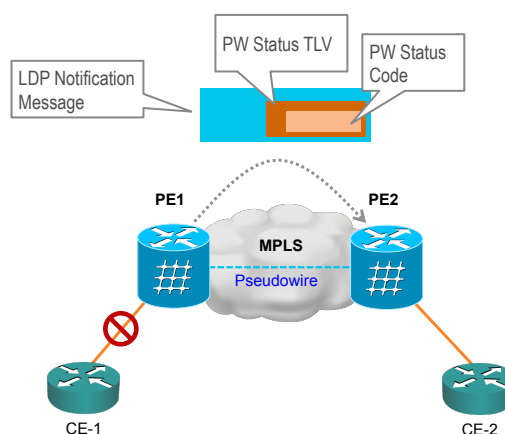 PW Status TLV
PW Status
Code
LDP Notification
Message
PE1
PE2
MPLS
Pseudowire
CE-1
CE-2